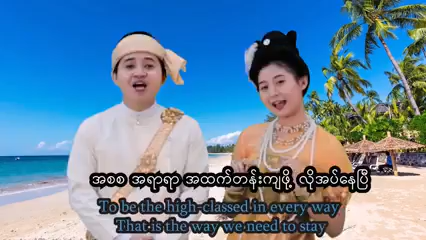 အစစ အရာရာ အထက်တန်းကျဖို့ လိုအပ်နေပြီ
To be the high-classed in every way
That is the way we need to stay